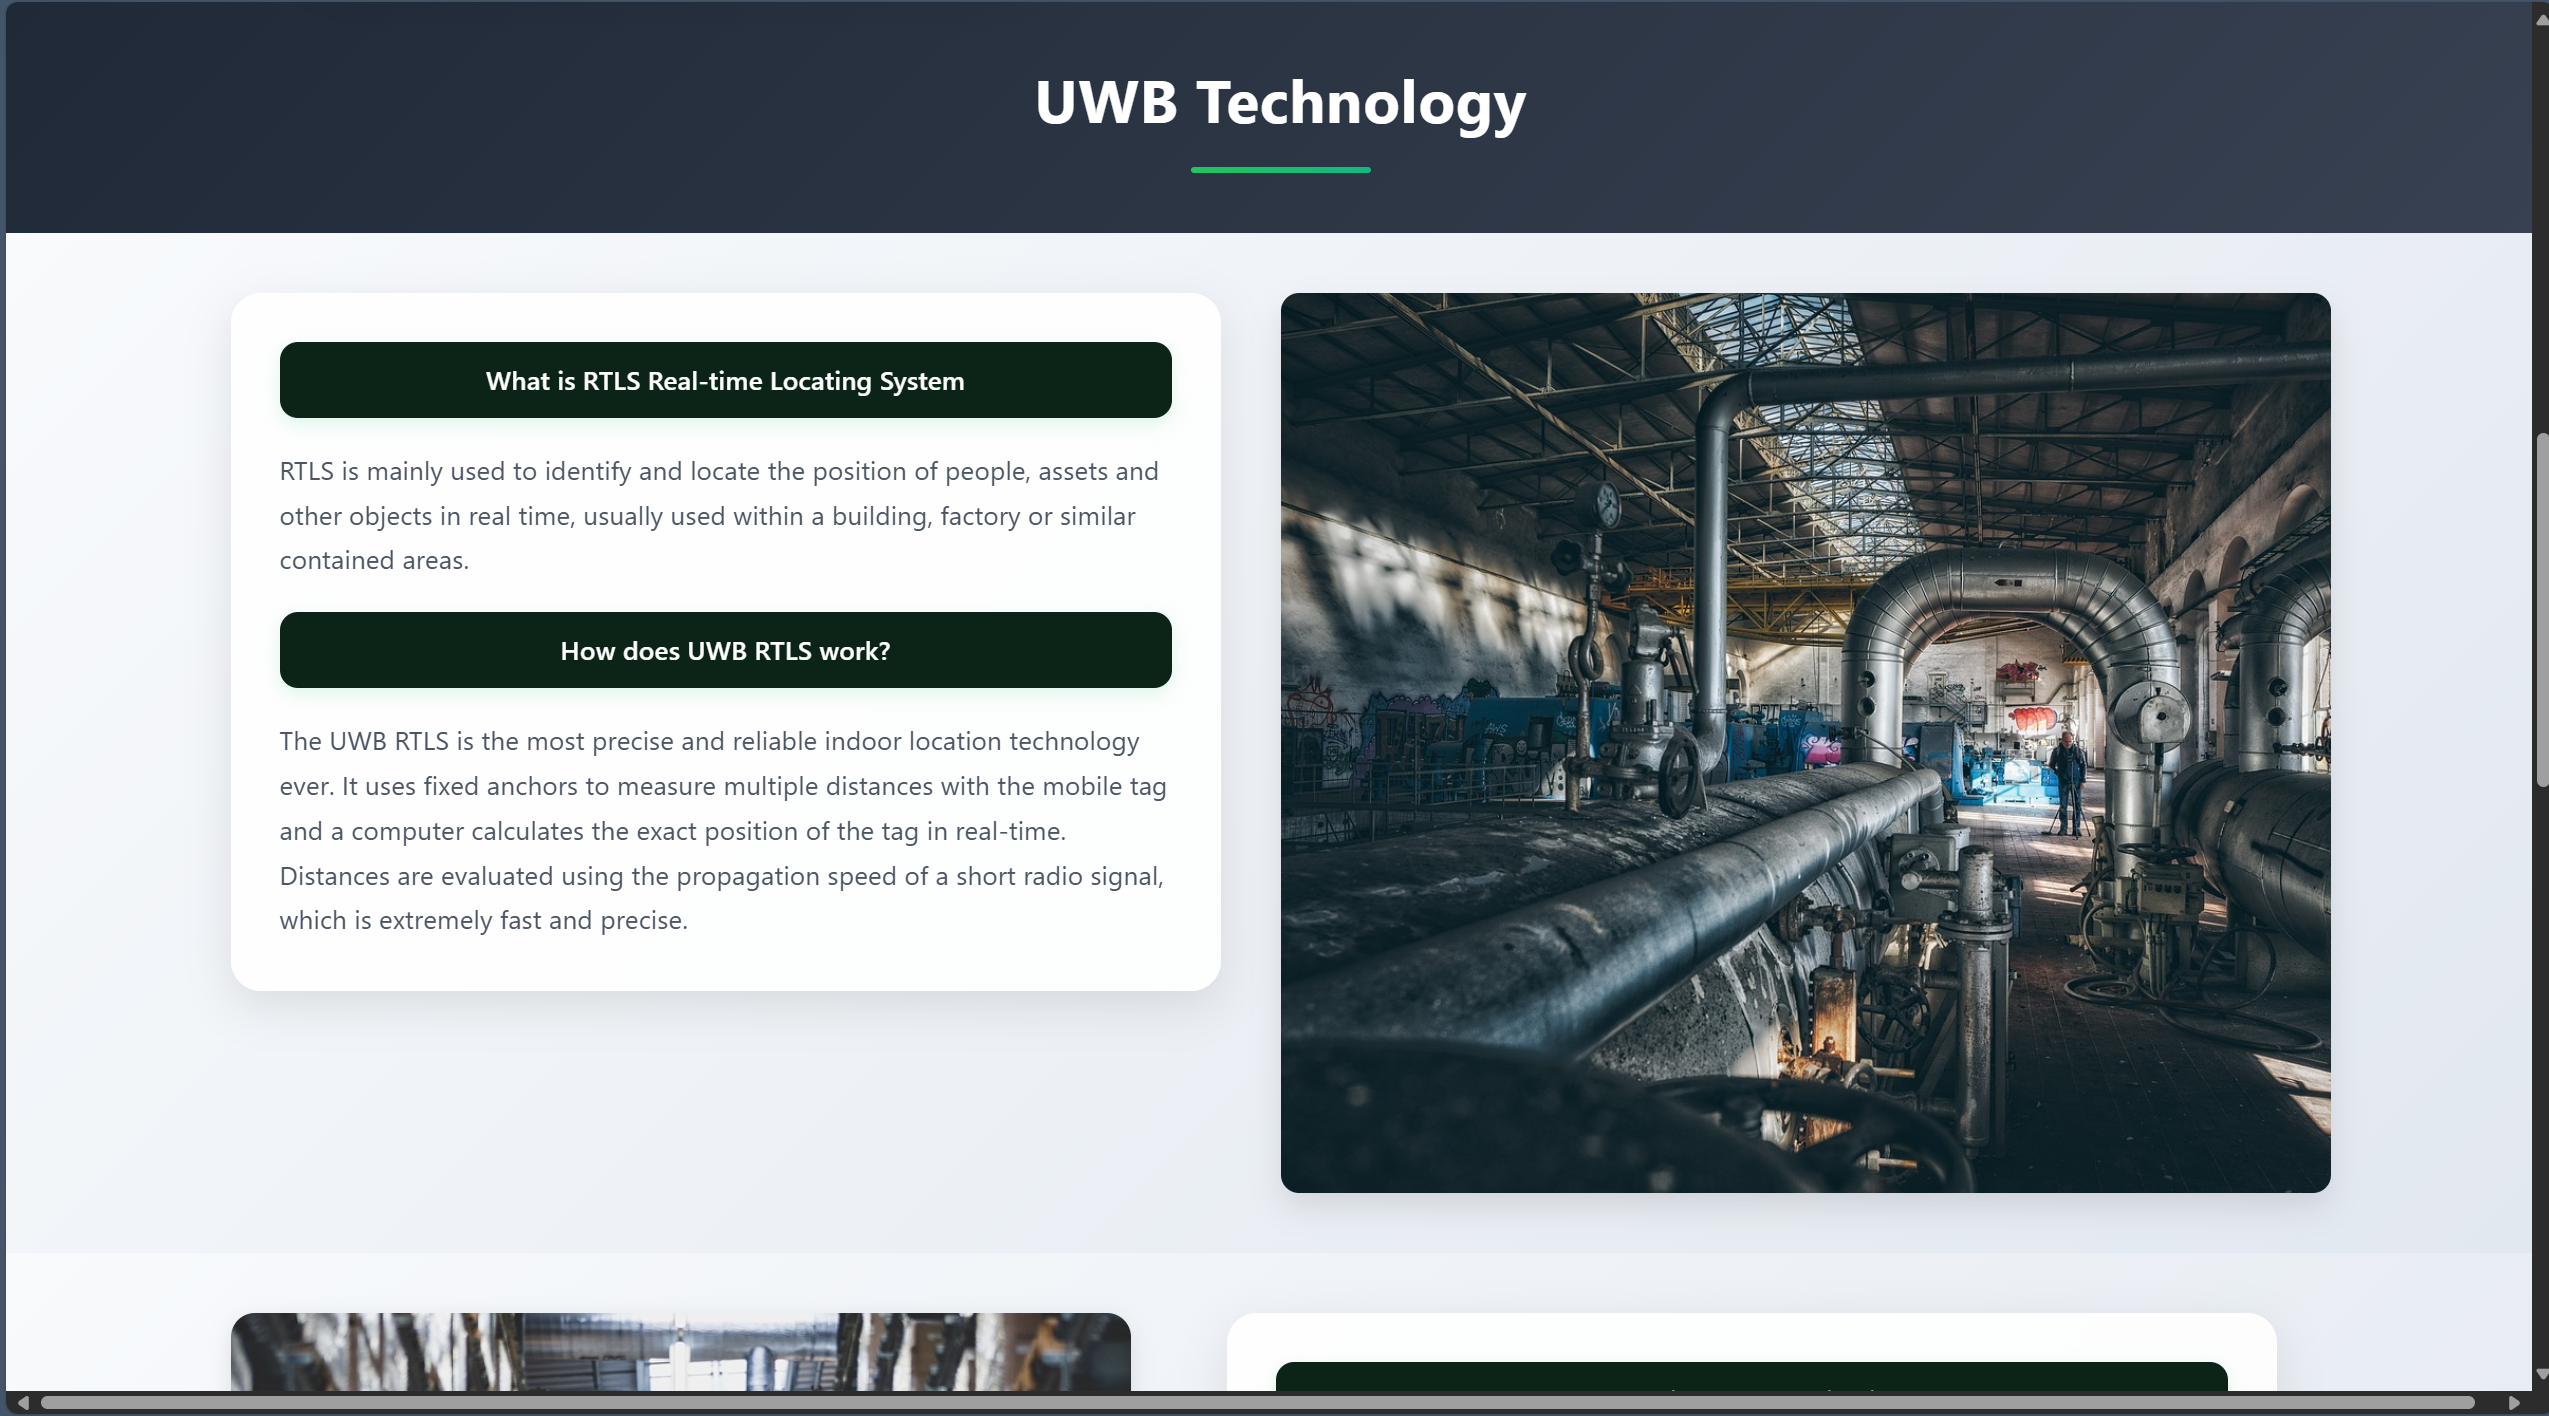 UWB Technology
What is RTLS Real-time Locating System
RTLS is mainly used to identify and locate the position of people, assets and
other objects in real time, usually used within a building, factory or similar
contained areas.
How does UWB RTLS work?
The UWB RTLS is the most precise and reliable indoor location technology
ever. It uses fixed anchors to measure multiple distances with the mobile tag
and a computer calculates the exact position of the tag in real-time.
Distances are evaluated using the propagation speed of a short radio signal,
which is extremely fast and precise.